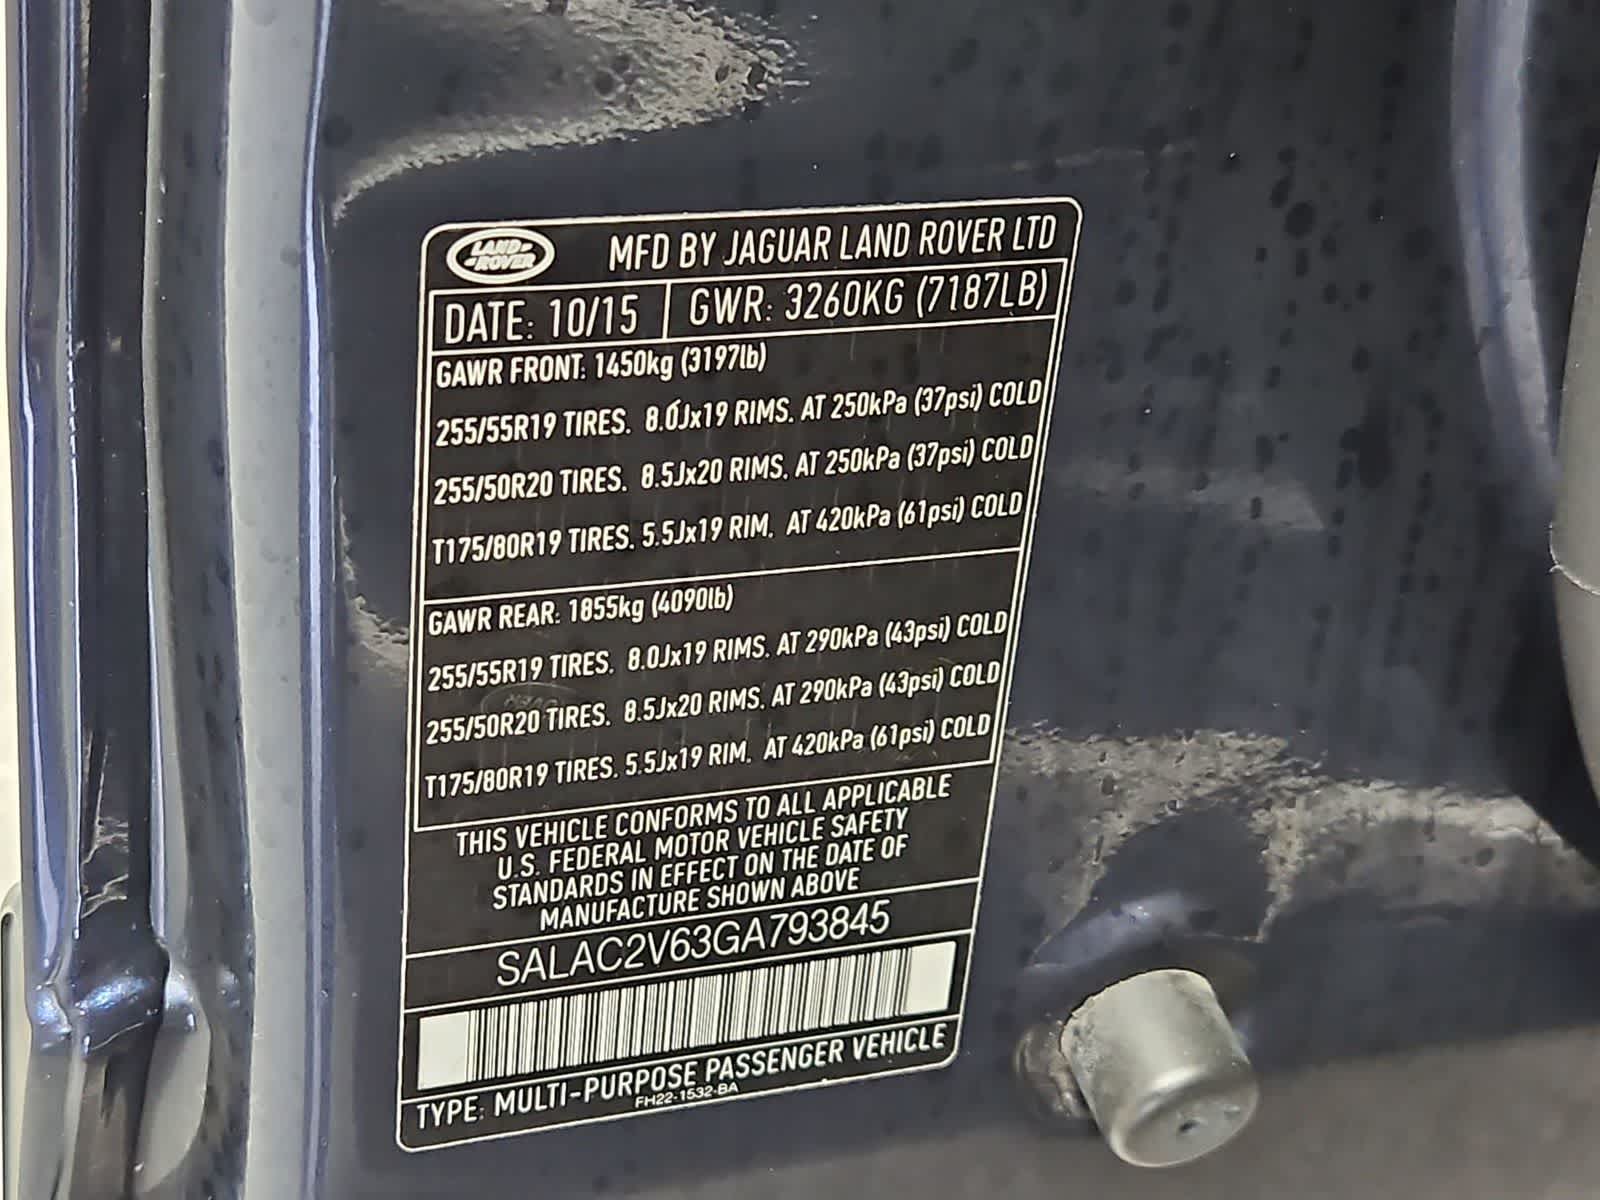 LAND-
-ROVER
MFD BY JAGUAR LAND ROVER LTD
DATE: 10/15 GWR: 3260KG (7187LB)
GAWR FRONT: 1450kg (3197lb)
255/55R19 TIRES. 8.0Jx19 RIMS. AT 250kPa (37psi) COLD
255/50R20 TIRES. 8.5Jx20 RIMS. AT 250kPa (37psi) COLD
T175/80R19 TIRES. 5.5Jx19 RIM. AT 420kPa (61psi) COLD
GAWR REAR: 1855kg (4090lb)
255/55R19 TIRES. 8.0Jx19 RIMS. AT 290kPa (43psi) COLD
255/50R20 TIRES. 8.5Jx20 RIMS. AT 290kPa (43psi) COLD
T175/80R19 TIRES. 5.5Jx19 RIM. AT 420kPa (61psi) COLD
THIS VEHICLE CONFORMS TO ALL APPLICABLE
U.S. FEDERAL MOTOR VEHICLE SAFETY
STANDARDS IN EFFECT ON THE DATE OF
MANUFACTURE SHOWN ABOVE
SALAC2V63GA793845
TYPE: MULTI-PURPOSE PASSENGER VEHICLE
FH22-1532-BA